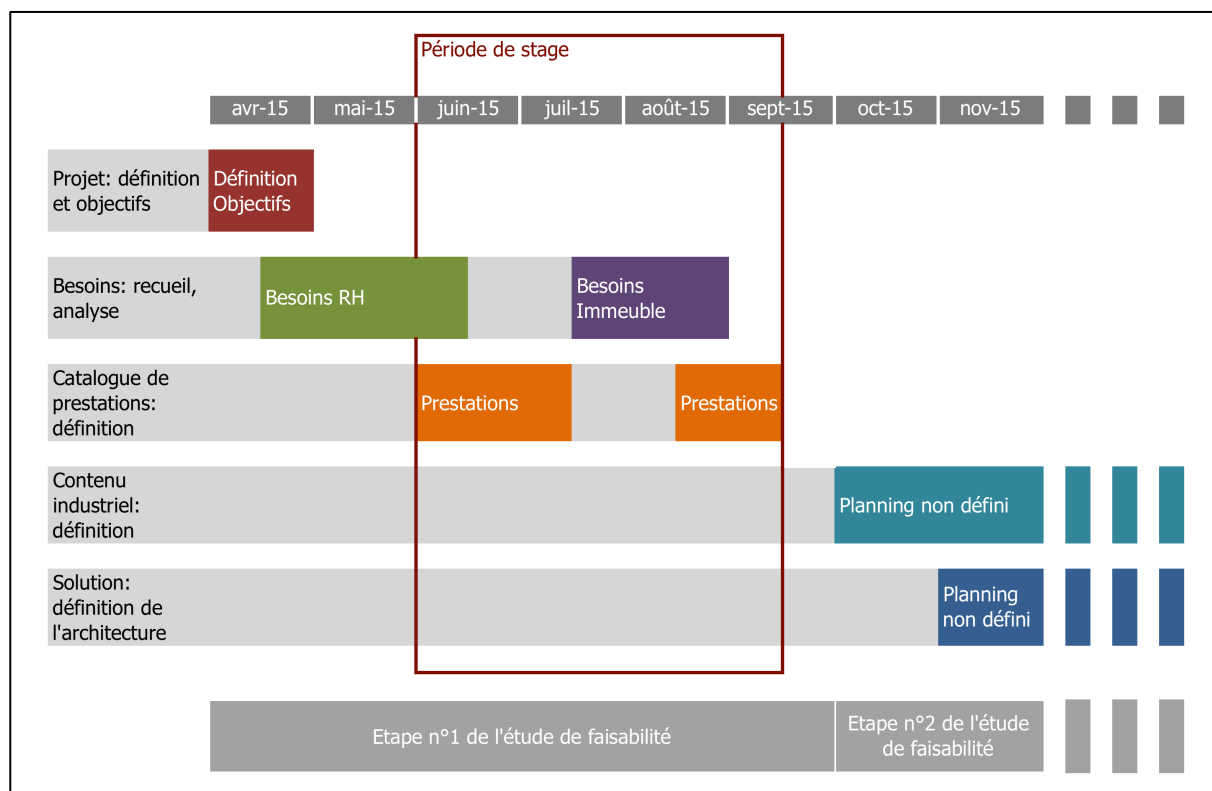 Période de stage
avr-15 mai-15 juin-15 juil-15 août-15 sept-15 oct-15 nov-15
Projet: définition
et objectifs
Définition
Objectifs
Besoins: recueil,
analyse
Besoins RH
Besoins
Immeuble
Catalogue de
prestations:
définition
Prestations
Prestations
Contenu
industriel:
définition
Planning non défini
Solution:
définition de
l'architecture
Planning
non défini
Etape n°1 de l'étude de faisabilité
Etape n°2 de l'étude
de faisabilité